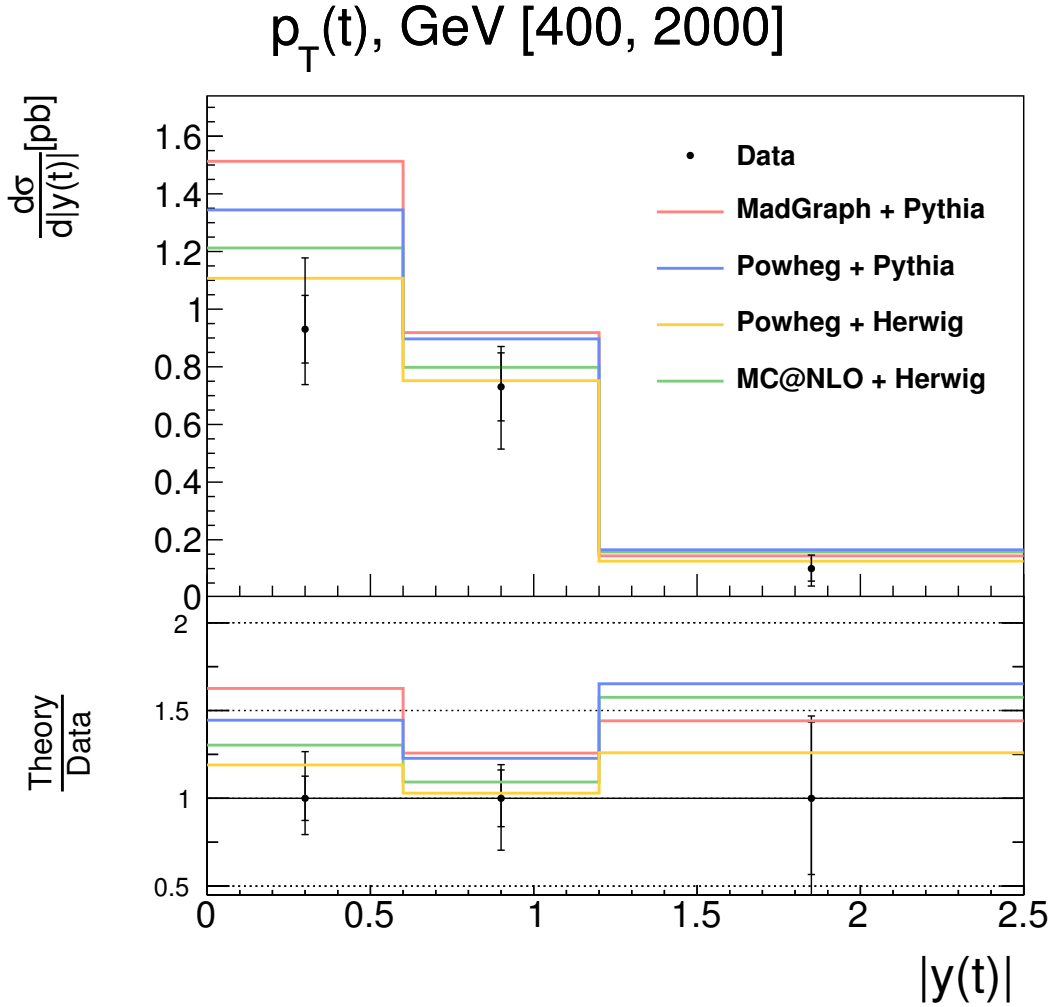 p_T(t), GeV [400, 2000]
dσ
d|y(t)| [pb]
1.6
1.4
1.2
1
0.8
0.6
0.4
0.2
0
Data
MadGraph + Pythia
Powheg + Pythia
Powheg + Herwig
MC@NLO + Herwig
Theory
Data
2
1.5
1
0.5
0 0.5 1 1.5 2 2.5
|y(t)|